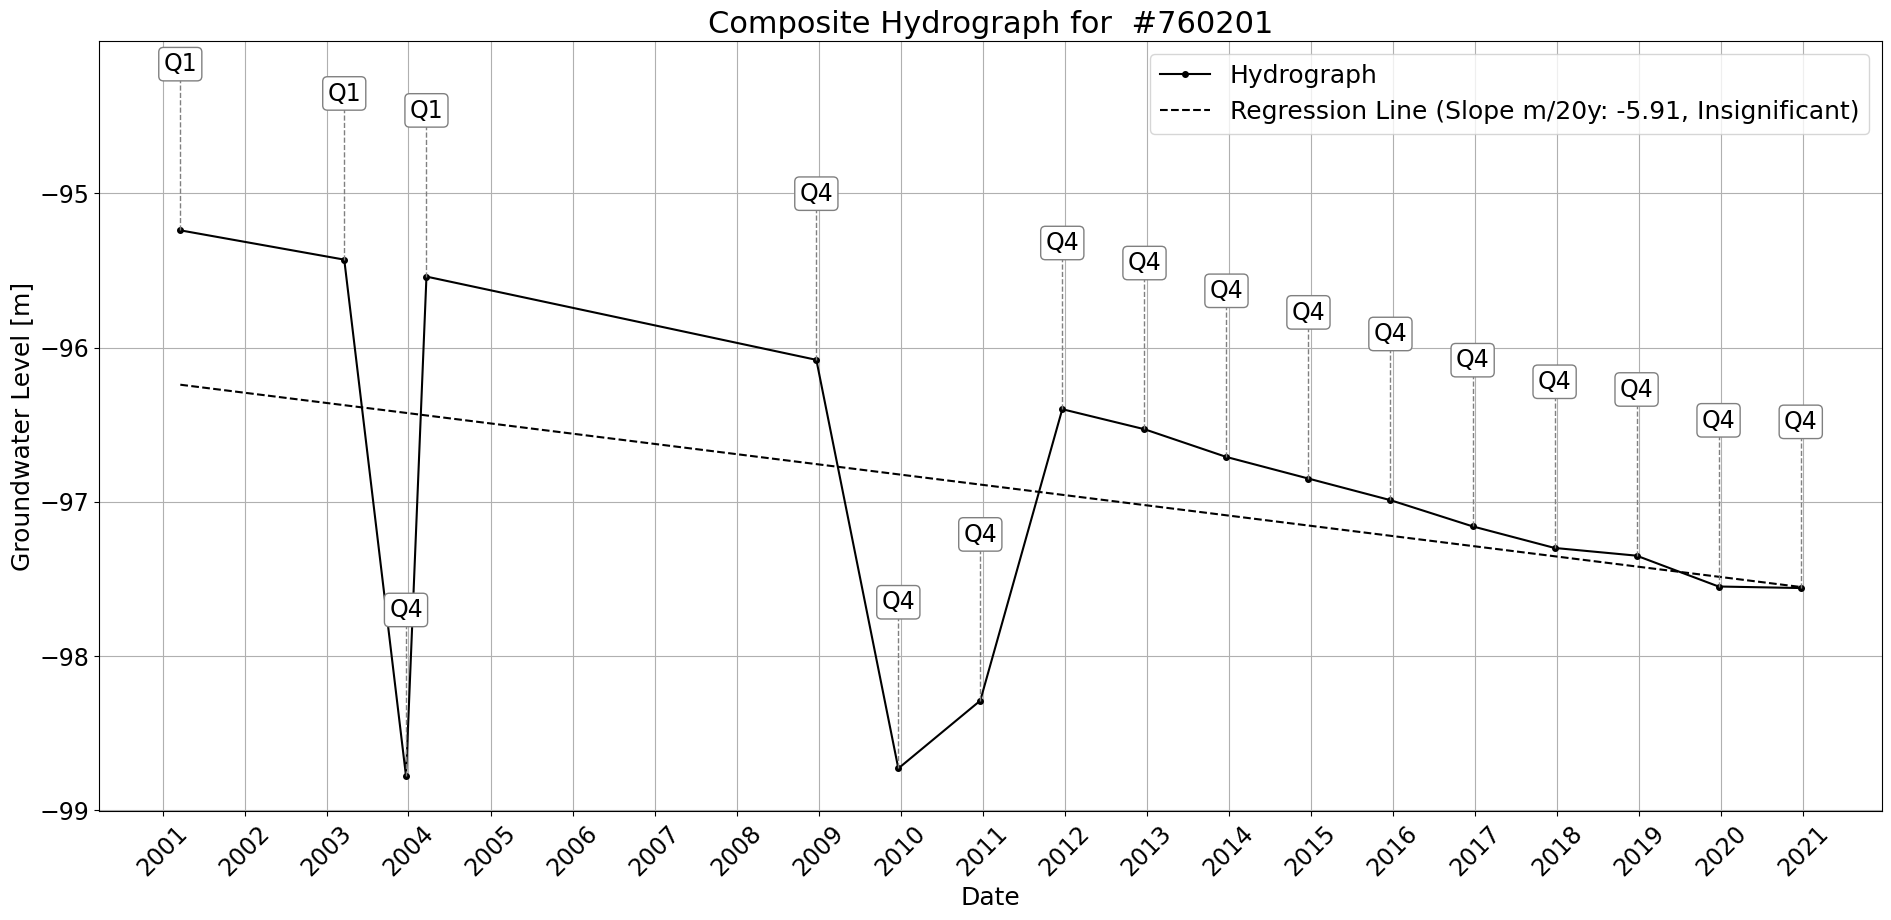 Composite Hydrograph for  #760201
Hydrograph
Regression Line (Slope m/20y: -5.91, Insignificant)
Groundwater Level [m]
−95
−96
−97
−98
−99
Q1
Q1
Q4
Q1
Q4
Q4
Q4
Q4
Q4
Q4
Q4
Q4
Q4
Q4
Q4
Q4
Q4
2001
2002
2003
2004
2005
2006
2007
2008
2009
2010
2011
2012
2013
2014
2015
2016
2017
2018
2019
2020
2021
Date